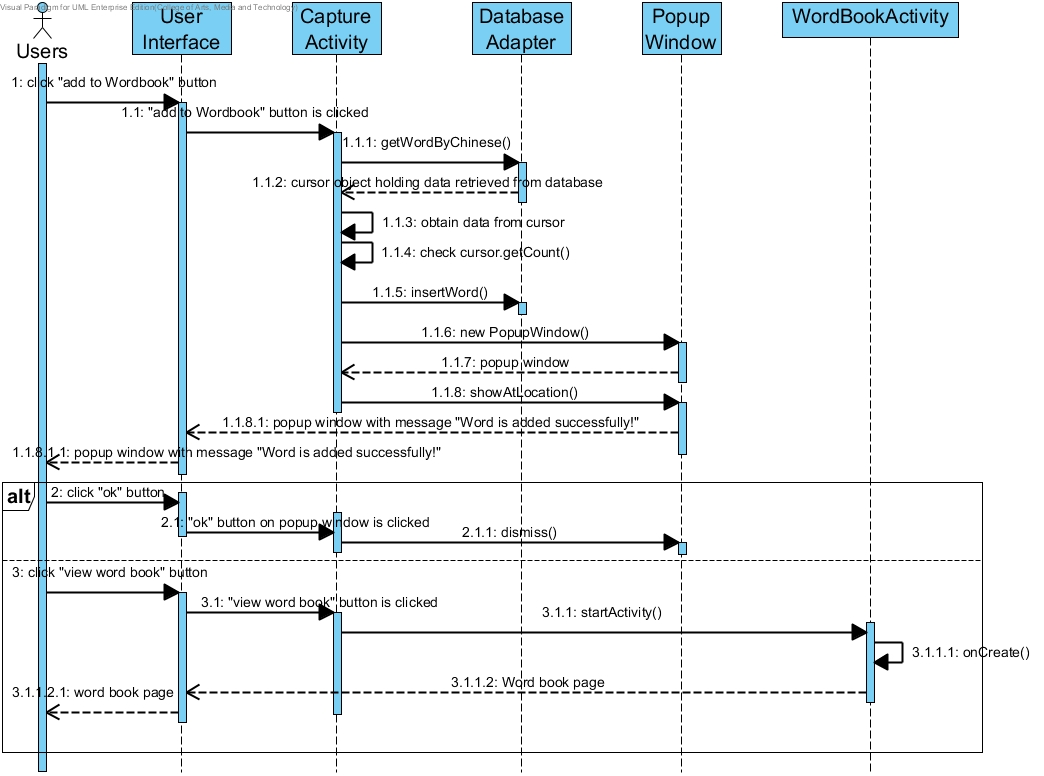 Visual Paradigm for UML Enterprise Edition(College of Arts, Media and Technology)
Users
User
Interface
Capture
Activity
Database
Adapter
Popup
Window
WordBookActivity
1: click "add to Wordbook" button
1.1: "add to Wordbook" button is clicked
1.1.1: getWordByChinese()
1.1.2: cursor object holding data retrieved from database
1.1.3: obtain data from cursor
1.1.4: check cursor.getCount()
1.1.5: insertWord()
1.1.6: new PopupWindow()
1.1.7: popup window
1.1.8: showAtLocation()
1.1.8.1: popup window with message "Word is added successfully!"
1.1.8.1.1: popup window with message "Word is added successfully!"
alt
2: click "ok" button
2.1: "ok" button on popup window is clicked
2.1.1: dismiss()
3: click "view word book" button
3.1: "view word book" button is clicked
3.1.1: startActivity()
3.1.1.1: onCreate()
3.1.1.2: Word book page
3.1.1.2.1: word book page